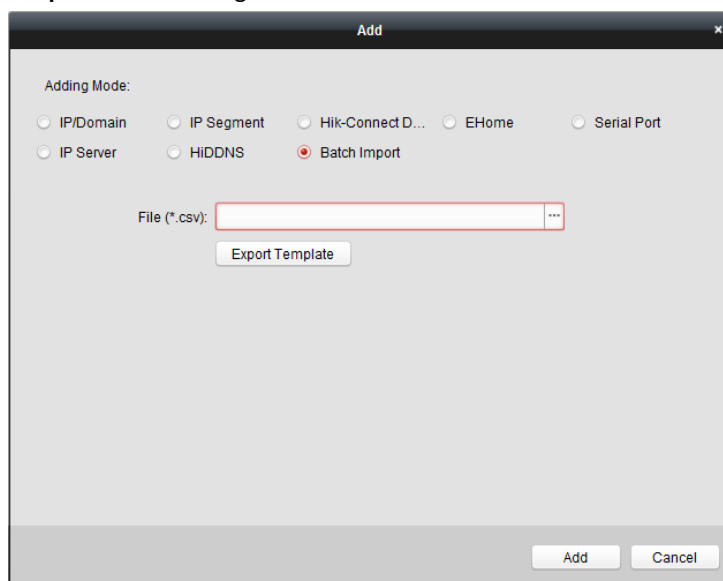 Add
×
Adding Mode:
IP/Domain IP Segment Hik-Connect D... EHome Serial Port
IP Server HiDDNS Batch Import
File (*.csv): ...
Export Template
Add Cancel